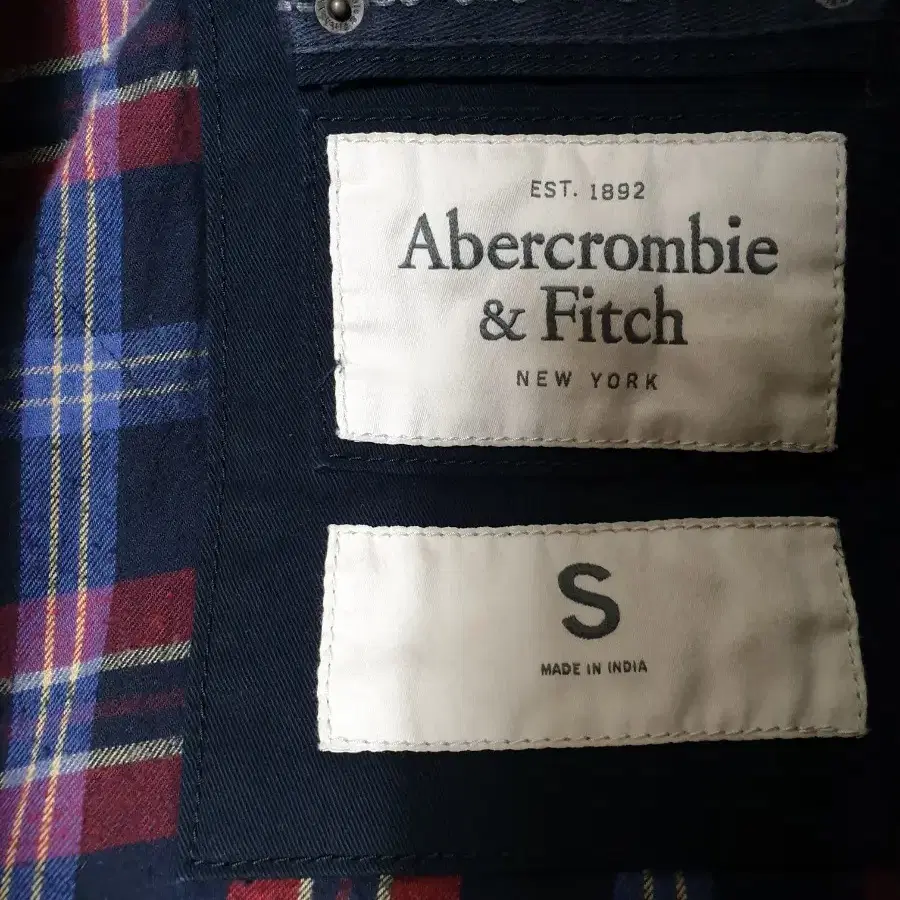 EST. 1892
Abercrombie
& Fitch
NEW YORK
S
MADE IN INDIA